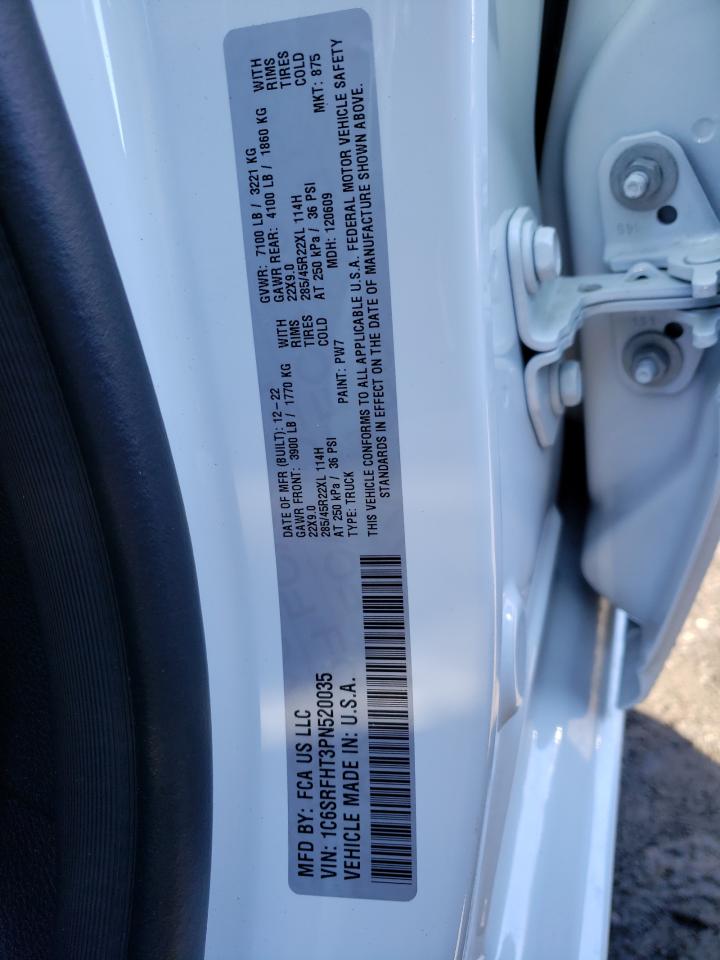 MFD BY: FCA US LLC
VIN: 1C6SRFHT3PN520035
VEHICLE MADE IN: U.S.A.
DATE OF MFR (BUILT): 12-22
GAWR FRONT: 3900 LB / 1770 KG WITH
22X9.0 RIMS
285/45R22XL 114H TIRES
AT 250 kPa / 36 PSI COLD
TYPE: TRUCK PAINT: PW7
GVWR: 7100 LB / 3221 KG
GAWR REAR: 4100 LB / 1860 KG WITH
22X9.0 RIMS
285/45R22XL 114H TIRES
AT 250 kPa / 36 PSI COLD
MDH: 120609 MKT: 875
THIS VEHICLE CONFORMS TO ALL APPLICABLE U.S.A. FEDERAL MOTOR VEHICLE SAFETY
STANDARDS IN EFFECT ON THE DATE OF MANUFACTURE SHOWN ABOVE.